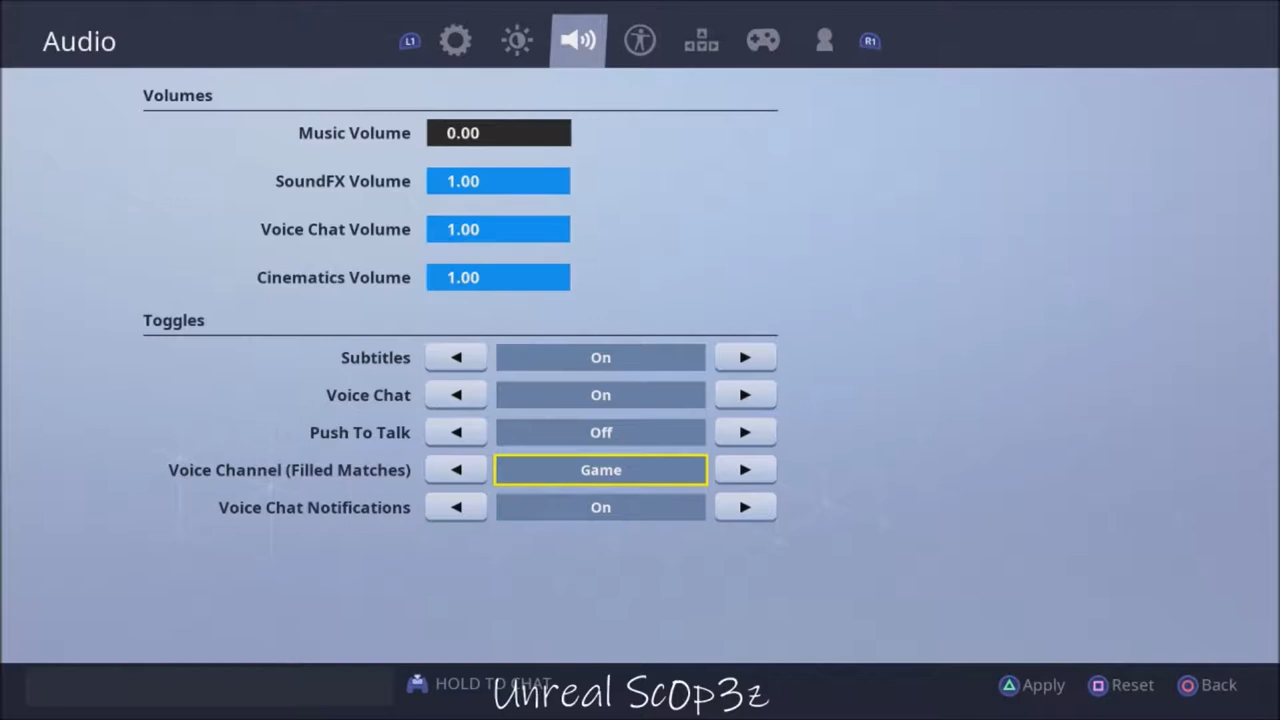 Audio
L1
R1
Volumes
Music Volume 0.00
SoundFX Volume 1.00
Voice Chat Volume 1.00
Cinematics Volume 1.00
Toggles
Subtitles On
Voice Chat On
Push To Talk Off
Voice Channel (Filled Matches) Game
Voice Chat Notifications On
HOLD TO CHAT
Unreal Sc0p3z
Apply Reset Back